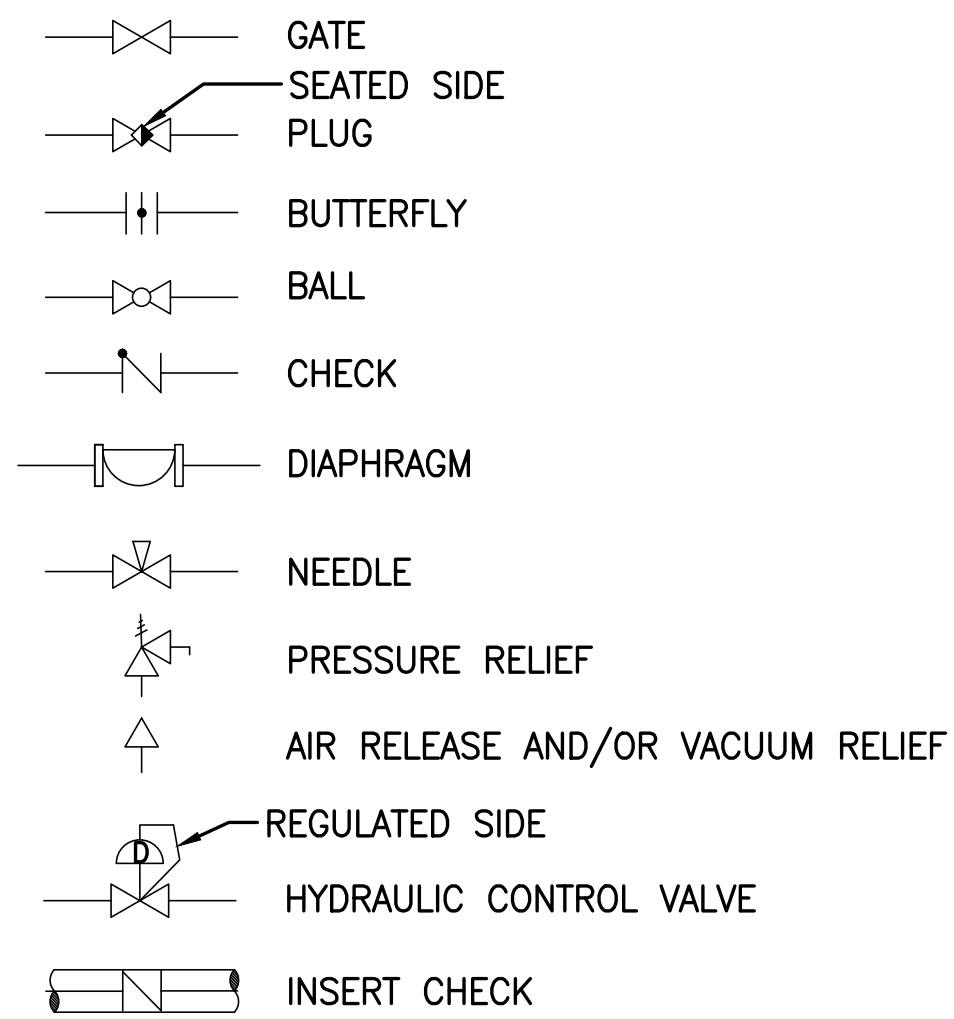 GATE
SEATED SIDE
PLUG
BUTTERFLY
BALL
CHECK
DIAPHRAGM
NEEDLE
PRESSURE RELIEF
AIR RELEASE AND/OR VACUUM RELIEF
REGULATED SIDE
D
HYDRAULIC CONTROL VALVE
INSERT CHECK